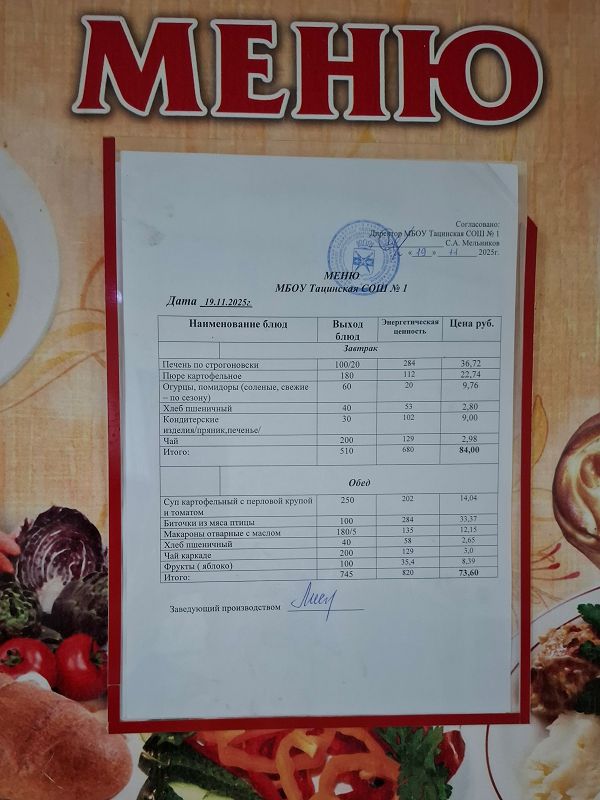 МЕНЮ
Согласовано:
Директор МБОУ Тацинская СОШ № 1
С.А. Мельников
« 19 » 11 2025г.
МЕНЮ
МБОУ Тацинская СОШ № 1
Дата 19.11.2025г
Наименование блюд Выход блюд Энергетическая ценность Цена руб.
Завтрак
Печень по строгоновски 100/20 284 36,72
Пюре картофельное 180 112 22,74
Огурцы, помидоры (соленые, свежие 60 20 9,76
– по сезону)
Хлеб пшеничный 40 53 2,80
Кондитерские 30 102 9,00
изделия/пряник,печенье/
Чай 200 129 2,98
Итого: 510 680 84,00
Обед
Суп картофельный с перловой крупой 250 202 14,04
и томатом
Биточки из мяса птицы 100 284 33,37
Макароны отварные с маслом 180/5 135 12,15
Хлеб пшеничный 40 58 2,65
Чай каркаде 200 129 3,0
Фрукты ( яблоко) 100 35,4 8,39
Итого: 745 820 73,60
Заведующий производством